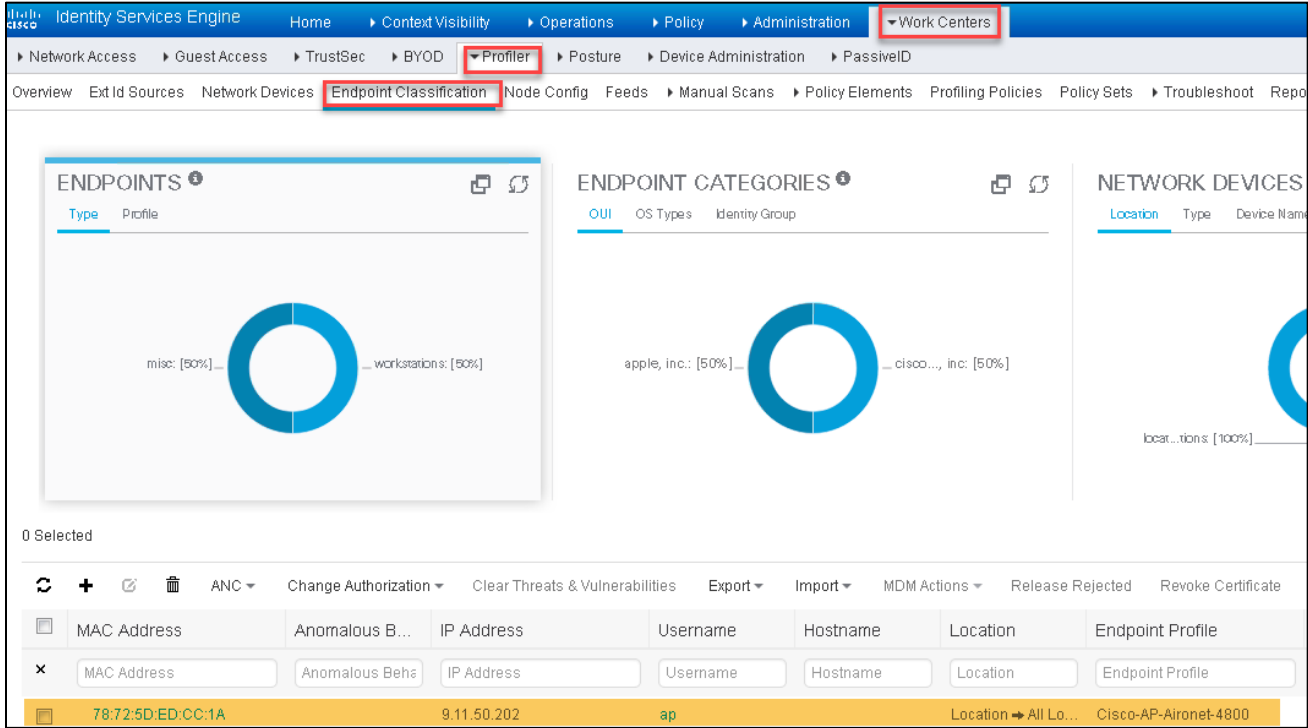 cisco Identity Services Engine Home Context Visibility Operations Policy Administration Work Centers
Network Access Guest Access TrustSec BYOD Profiler Posture Device Administration PassiveID
Overview Ext Id Sources Network Devices Endpoint Classification Node Config Feeds Manual Scans Policy Elements Profiling Policies Policy Sets Troubleshoot Repo
ENDPOINTS ENDPOINT CATEGORIES NETWORK DEVICES
Type Profile OUI OS Types Identity Group Location Type Device Name
misc: [50%] workstations: [50%] apple, inc.: [50%] cisco..., inc: [50%]
locat...tions: [100%]
0 Selected
ANC Change Authorization Clear Threats & Vulnerabilities Export Import MDM Actions Release Rejected Revoke Certificate
MAC Address Anomalous B... IP Address Username Hostname Location Endpoint Profile
MAC Address Anomalous Beha IP Address Username Hostname Location Endpoint Profile
78:72:5D:ED:CC:1A 9.11.50.202 ap Location ➔ All Lo... Cisco-AP-Aironet-4800